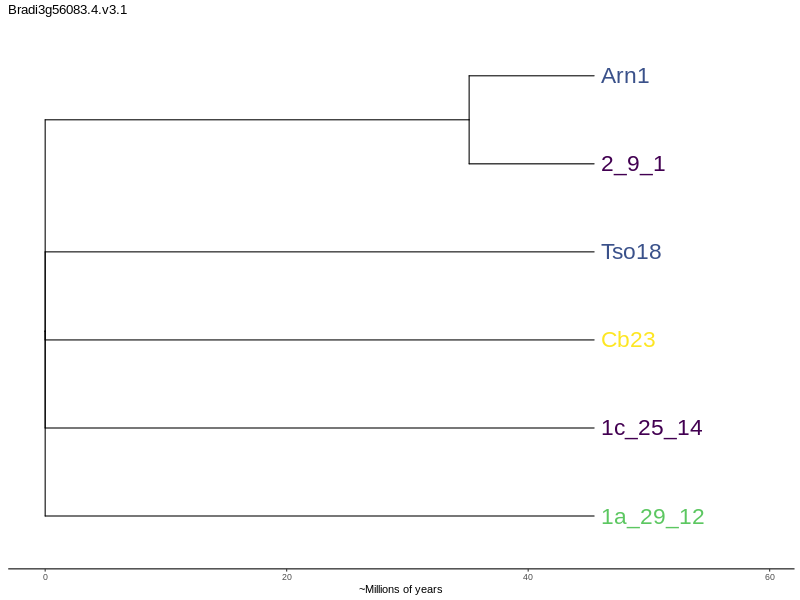 Bradi3g56083.4.v3.1
Arn1
2_9_1
Tso18
Cb23
1c_25_14
1a_29_12
0 20 40 60
~Millions of years